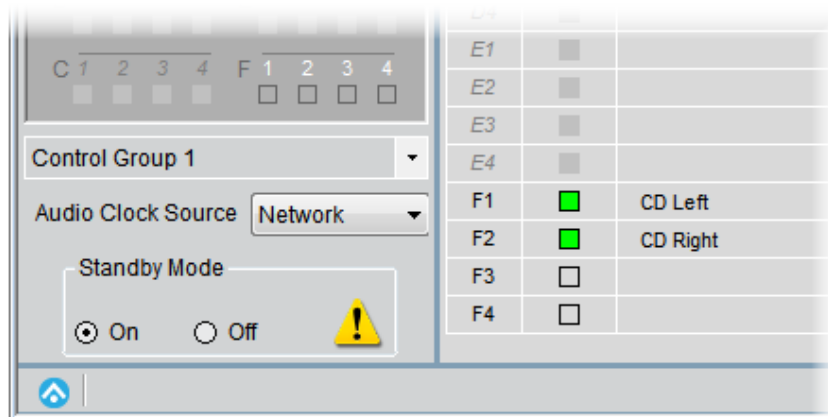 C 1 2 3 4 F 1 2 3 4
Control Group 1
Audio Clock Source Network
Standby Mode
On Off
E1
E2
E3
E4
F1 CD Left
F2 CD Right
F3
F4